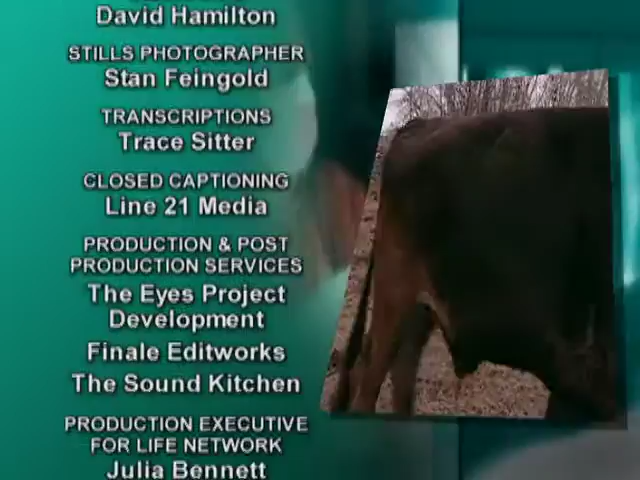 David Hamilton
STILLS PHOTOGRAPHER
Stan Feingold
TRANSCRIPTIONS
Trace Sitter
CLOSED CAPTIONING
Line 21 Media
PRODUCTION & POST
PRODUCTION SERVICES
The Eyes Project
Development
Finale Editworks
The Sound Kitchen
PRODUCTION EXECUTIVE
FOR LIFE NETWORK
Julia Bennett